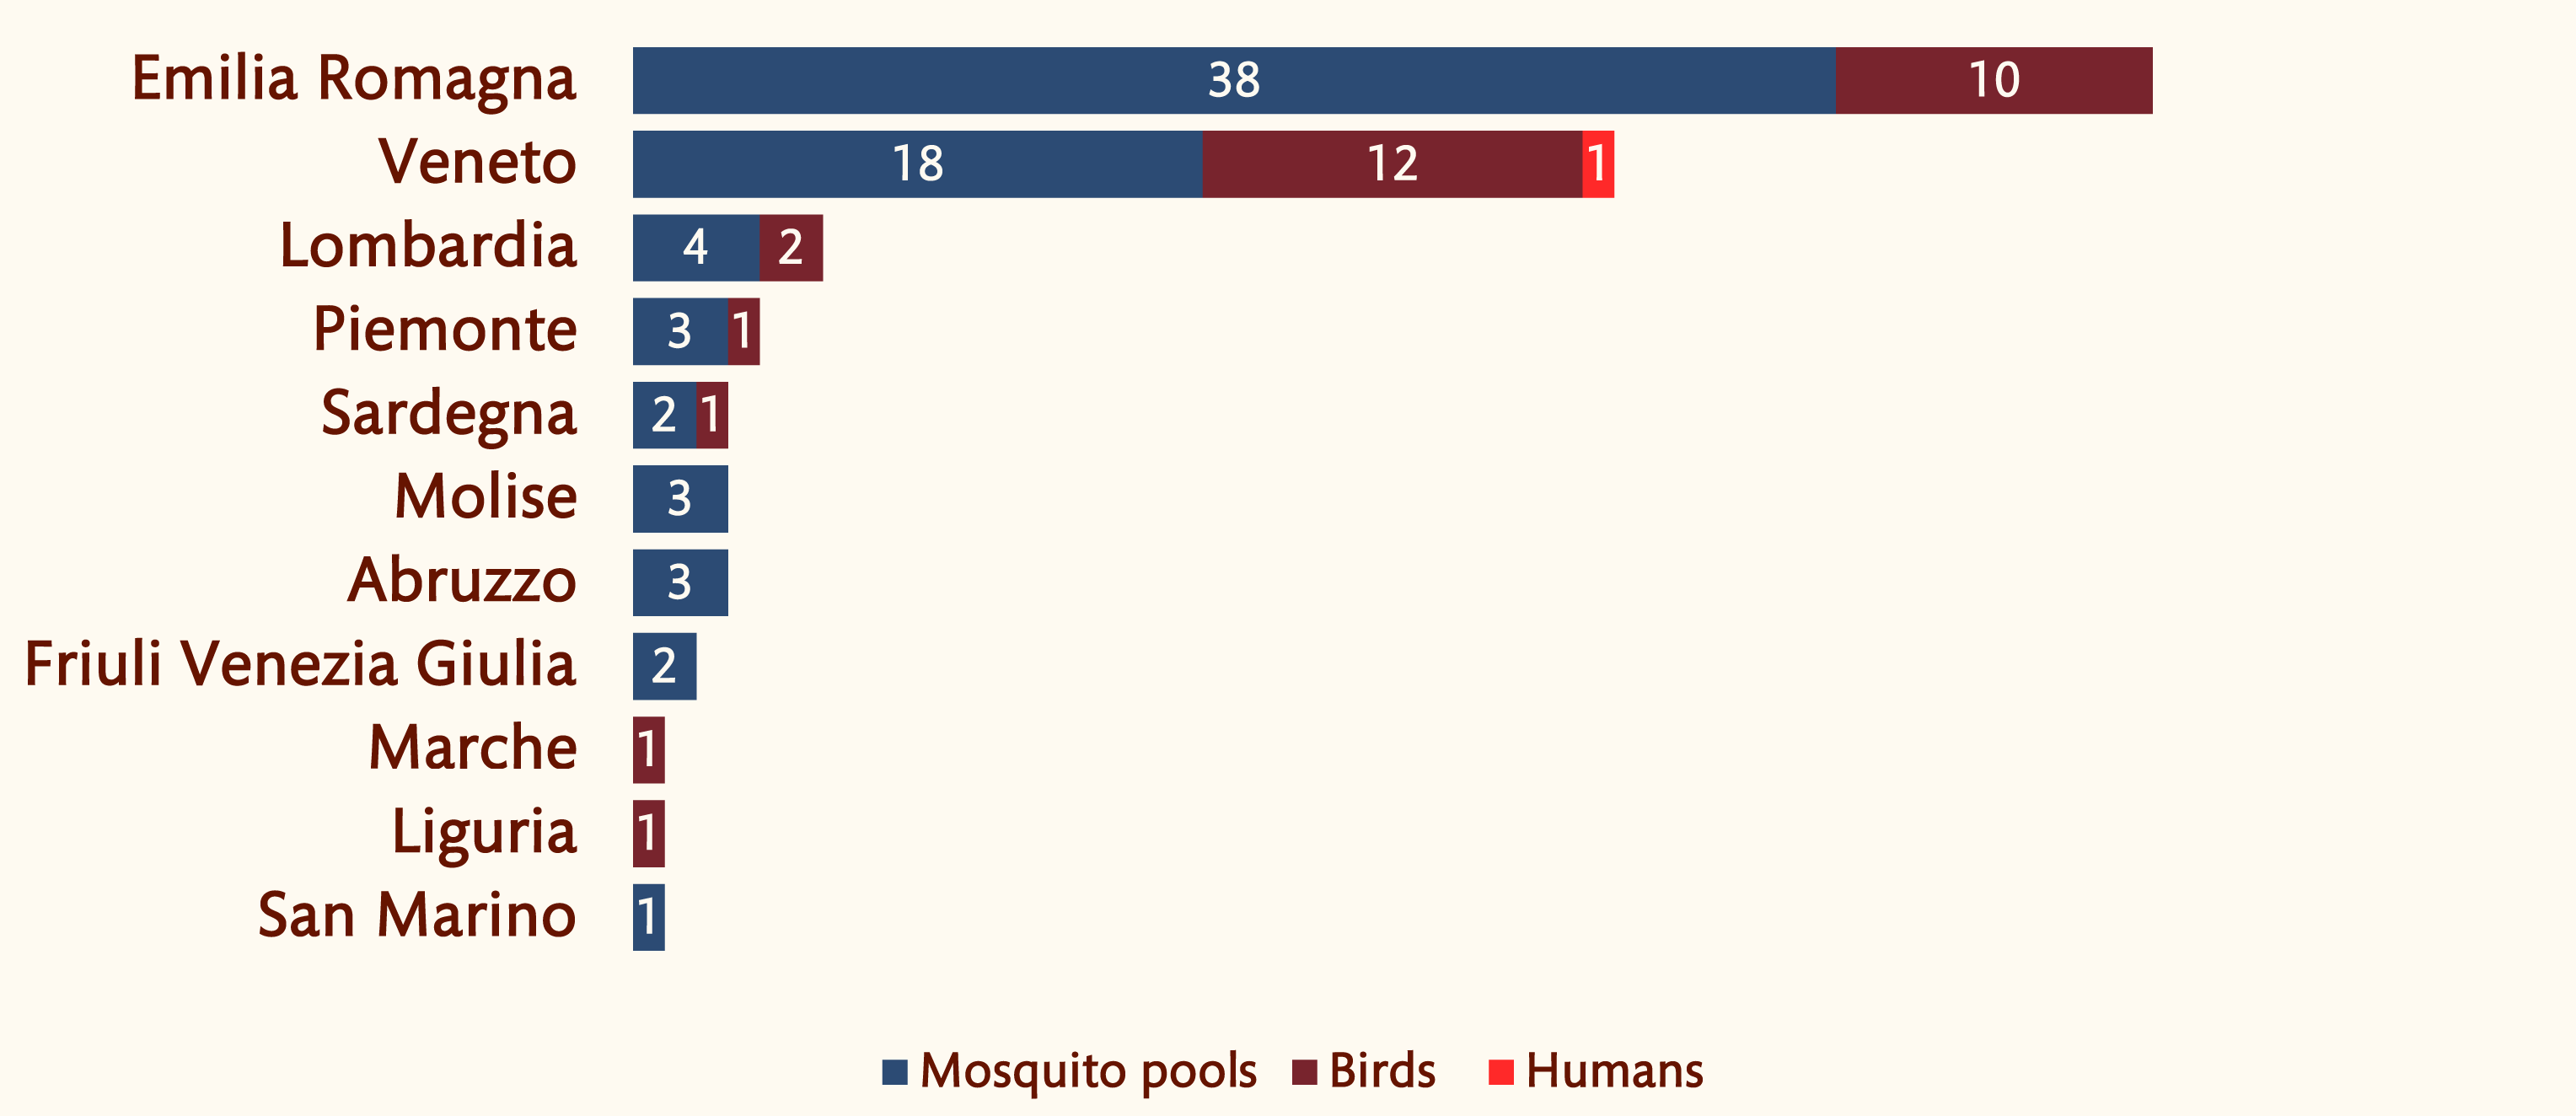 Emilia Romagna 38 10
Veneto 18 12 1
Lombardia 4 2
Piemonte 3 1
Sardegna 2 1
Molise 3
Abruzzo 3
Friuli Venezia Giulia 2
Marche 1
Liguria 1
San Marino 1
Mosquito pools Birds Humans